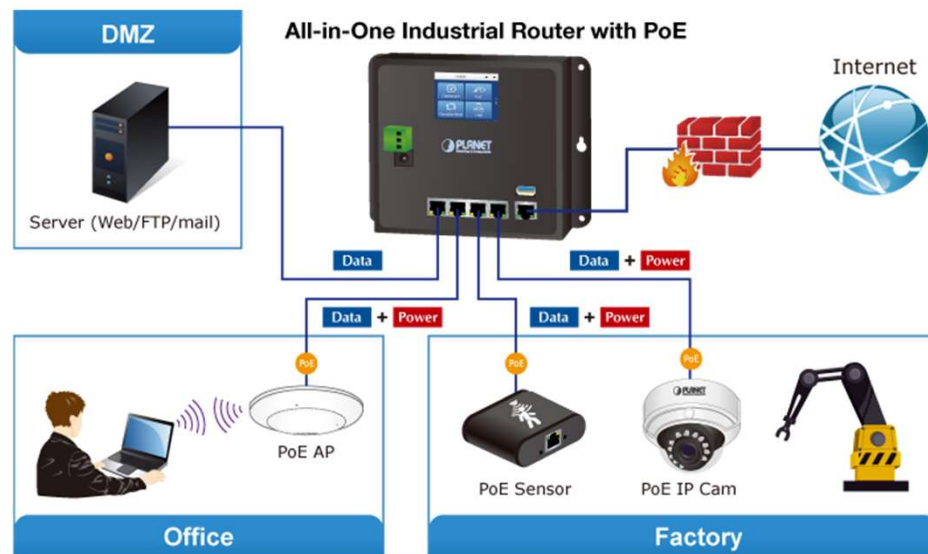 All-in-One Industrial Router with PoE
DMZ
Server (Web/FTP/mail)
PLANET
Internet
Data
Data + Power
Data + Power
Data + Power
PoE
PoE AP
Office
PoE
PoE Sensor
PoE
PLANET
PoE IP Cam
Factory